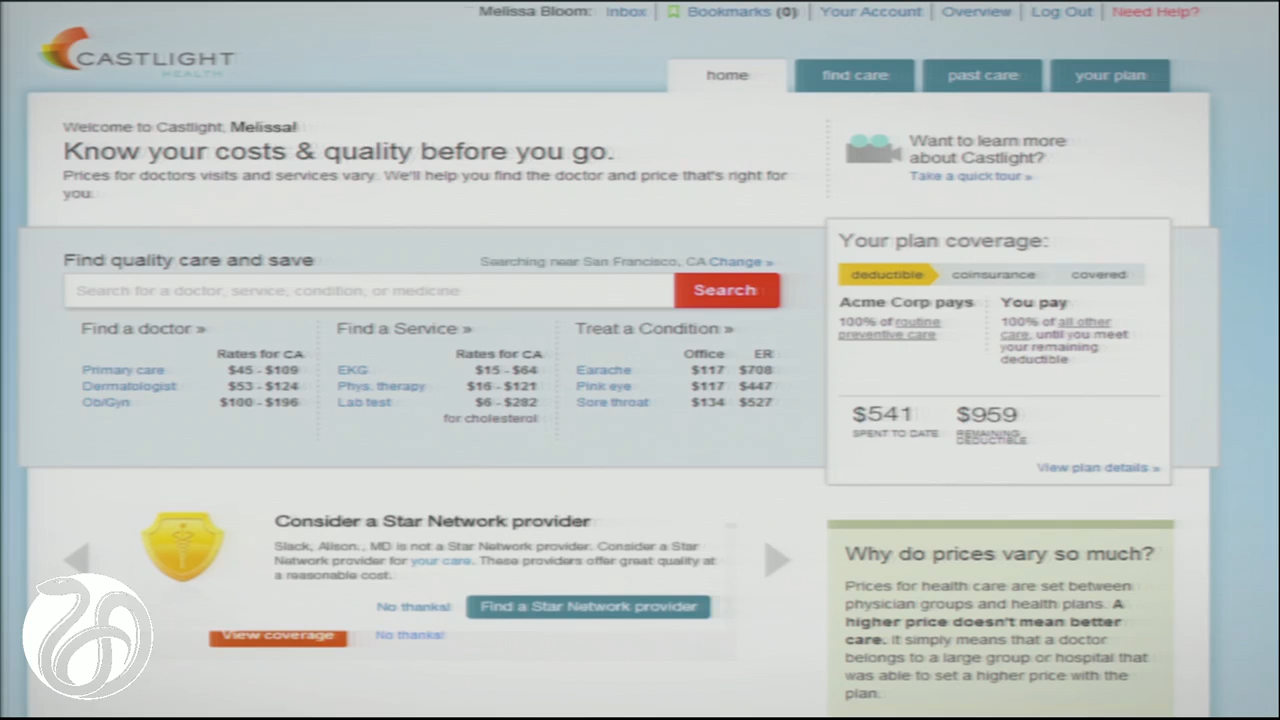 Melissa Bloom: Inbox | Bookmarks (0) | Your Account | Overview | Log Out | Need Help?
CASTLIGHT
HEALTH
home find care past care your plan
Welcome to Castlight, Melissa!
Know your costs & quality before you go.
Prices for doctors visits and services vary. We'll help you find the doctor and price that's right for
you.
Want to learn more
about Castlight?
Take a quick tour »
Find quality care and save
Searching near San Francisco, CA Change »
Search for a doctor, service, condition, or medicine
Search
Find a doctor »
Rates for CA
Primary care $45 - $109
Dermatologist $53 - $124
Ob/Gyn $100 - $196
Find a Service »
Rates for CA
EKG $15 - $64
Phys. therapy $16 - $121
Lab test $6 - $282
for cholesterol
Treat a Condition »
Office ER
Earache $117 $708
Pink eye $117 $447
Sore throat $134 $527
Your plan coverage:
deductible coinsurance covered
Acme Corp pays
100% of routine
preventive care
You pay
100% of all other
care, until you meet
your remaining
deductible
$541
SPENT TO DATE
$959
REMAINING
DEDUCTIBLE
View plan details »
Consider a Star Network provider
Slack, Alison., MD is not a Star Network provider. Consider a Star
Network provider for your care. These providers offer great quality at
a reasonable cost.
No thanks! Find a Star Network provider
View coverage No thanks!
Why do prices vary so much?
Prices for health care are set between
physician groups and health plans. A
higher price doesn't mean better
care. It simply means that a doctor
belongs to a large group or hospital that
was able to set a higher price with the
plan.